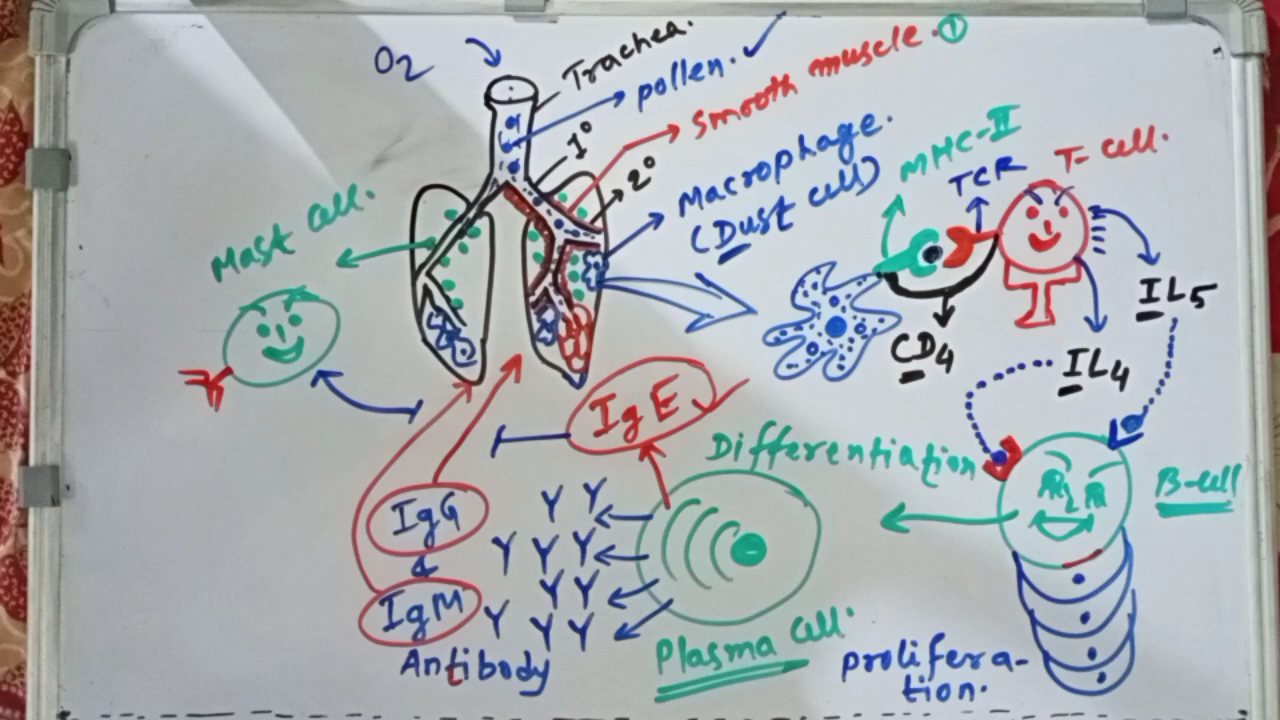 O2
Trachea.
pollen. ✓
Smooth muscle. ①
1°
2°
Macrophage.
(Dust cell)
MHC-II
TCR
T-cell.
Mast cell.
CD4
IL5
IL4
IgE
Differentiation
B-cell
IgG
&
IgM
Y Y
Y Y Y
Y Y
Y Y Y
Antibody
Plasma cell.
prolifera-
tion.